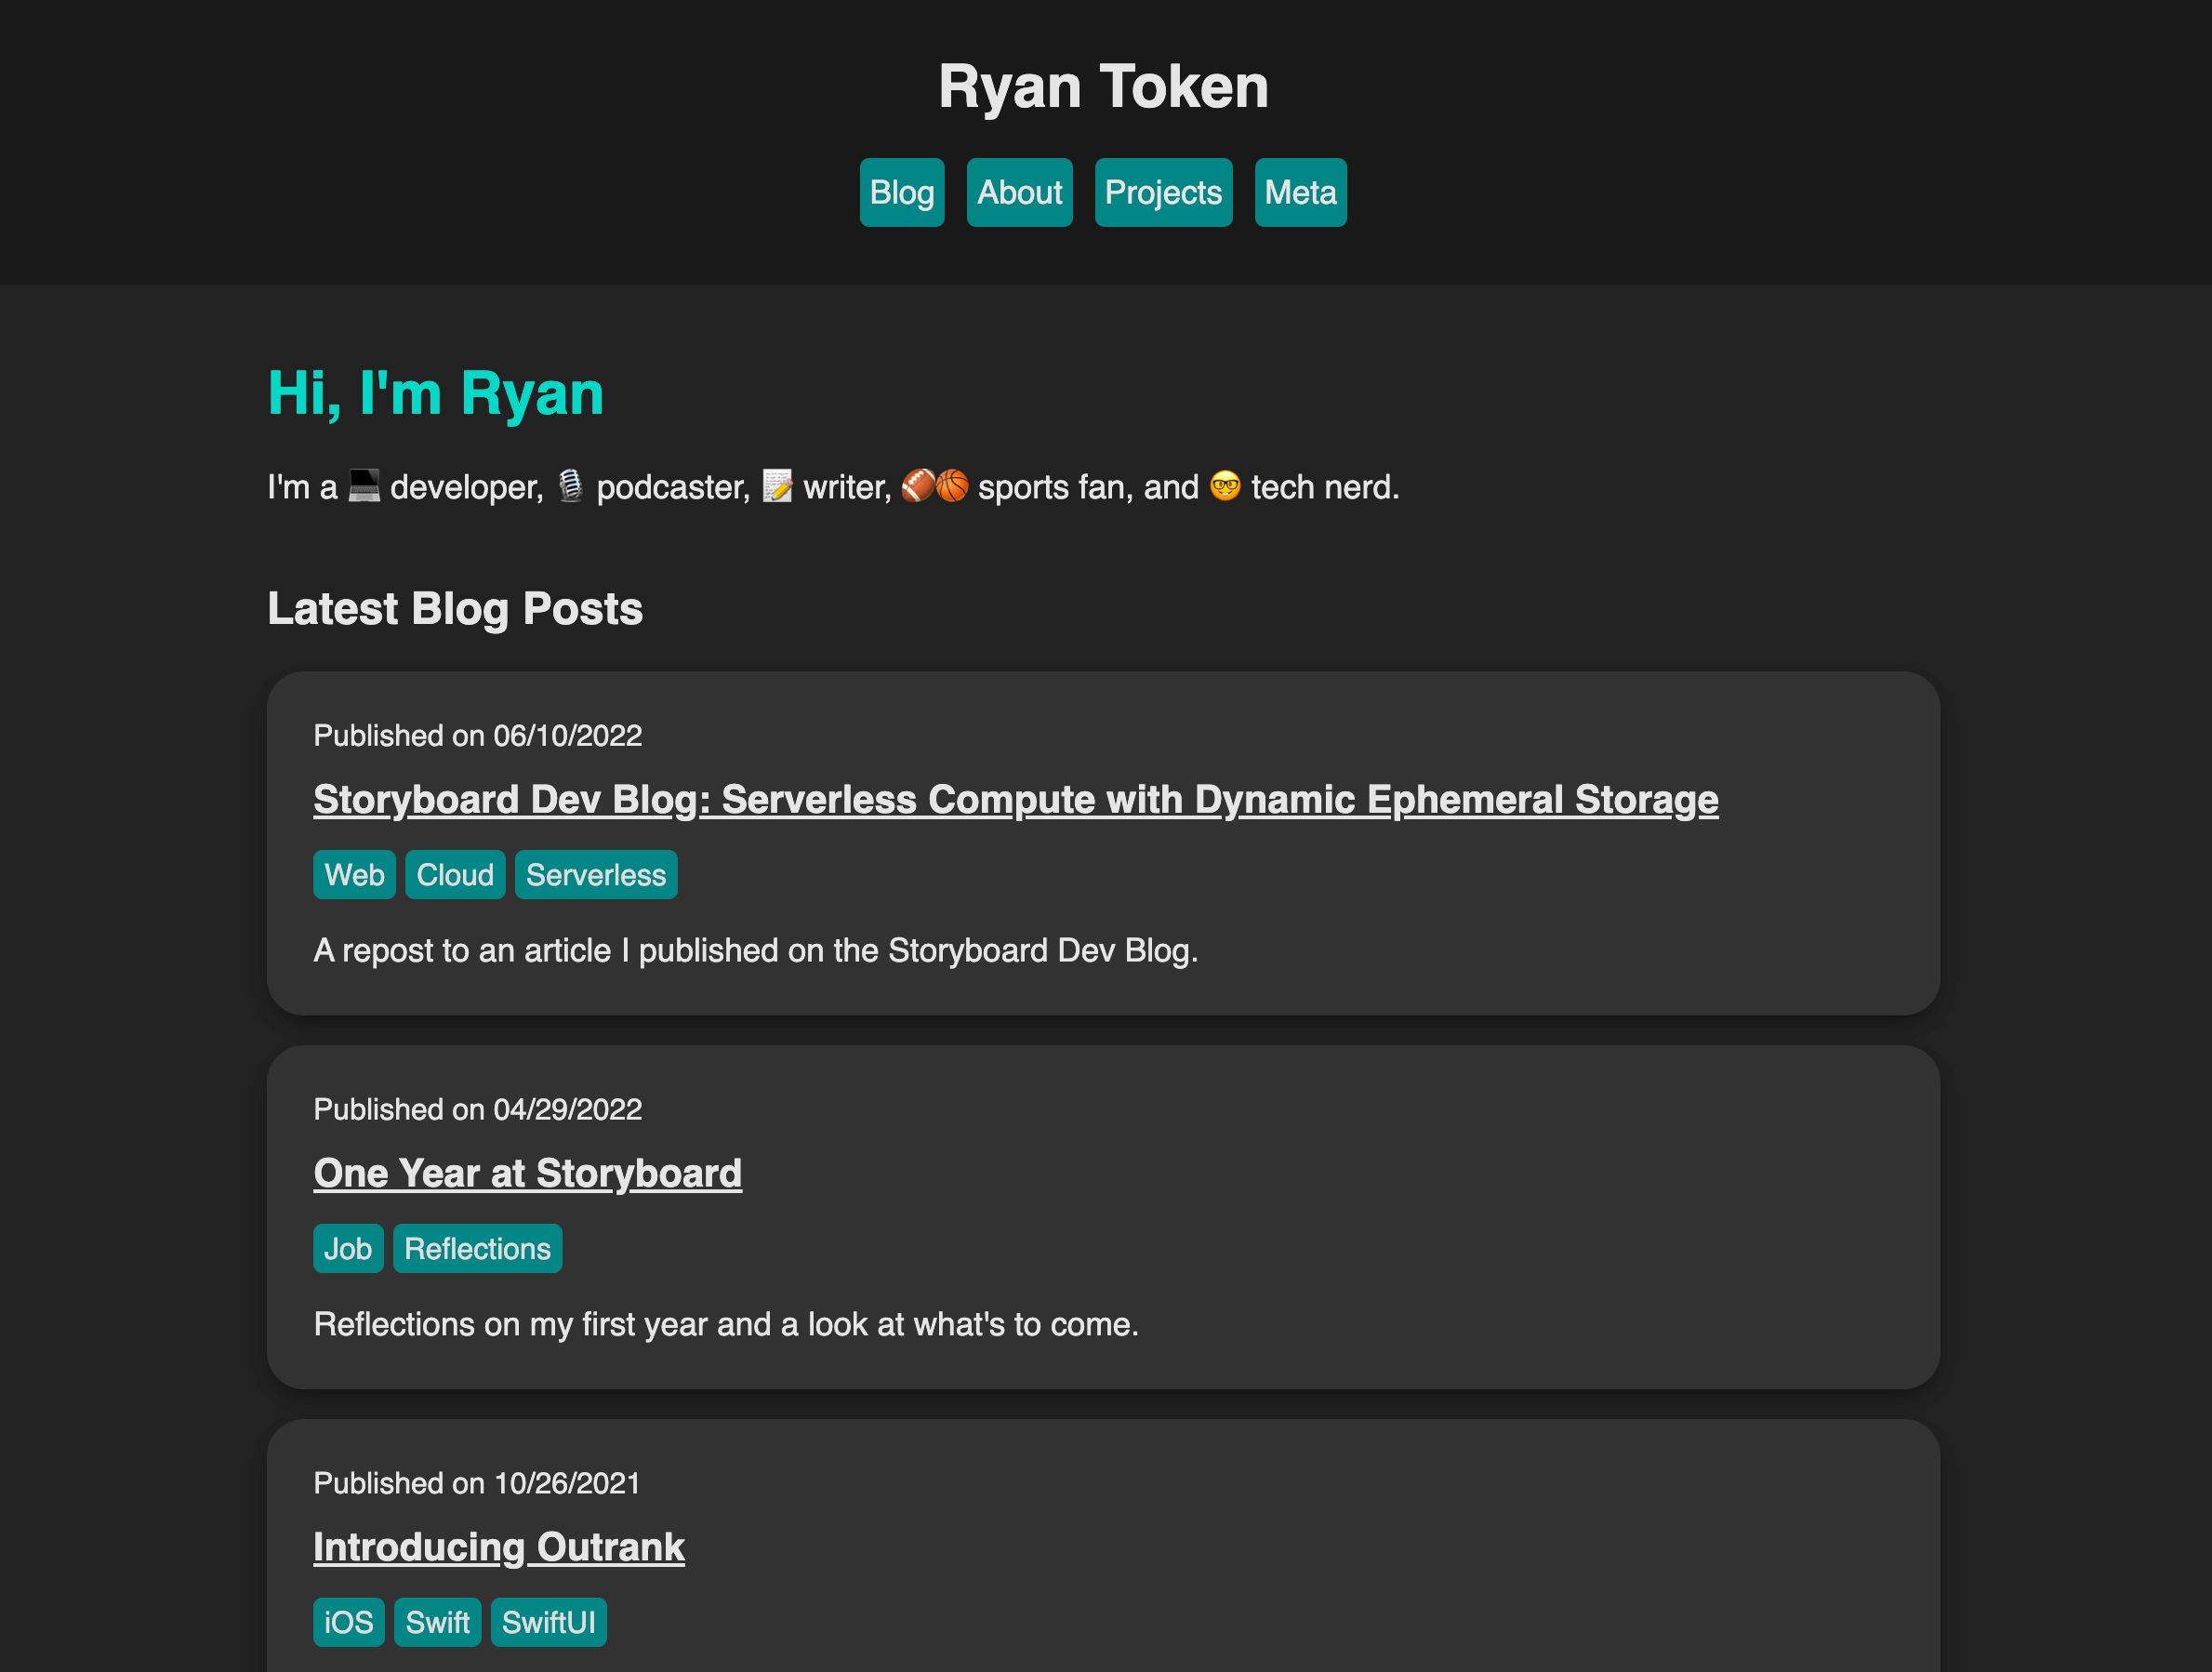 Ryan Token
Blog About Projects Meta
Hi, I'm Ryan
I'm a 💻 developer, 🎙 podcaster, 📝 writer, 🏈🏀 sports fan, and 🤓 tech nerd.
Latest Blog Posts
Published on 06/10/2022
Storyboard Dev Blog: Serverless Compute with Dynamic Ephemeral Storage
Web Cloud Serverless
A repost to an article I published on the Storyboard Dev Blog.
Published on 04/29/2022
One Year at Storyboard
Job Reflections
Reflections on my first year and a look at what's to come.
Published on 10/26/2021
Introducing Outrank
iOS Swift SwiftUI